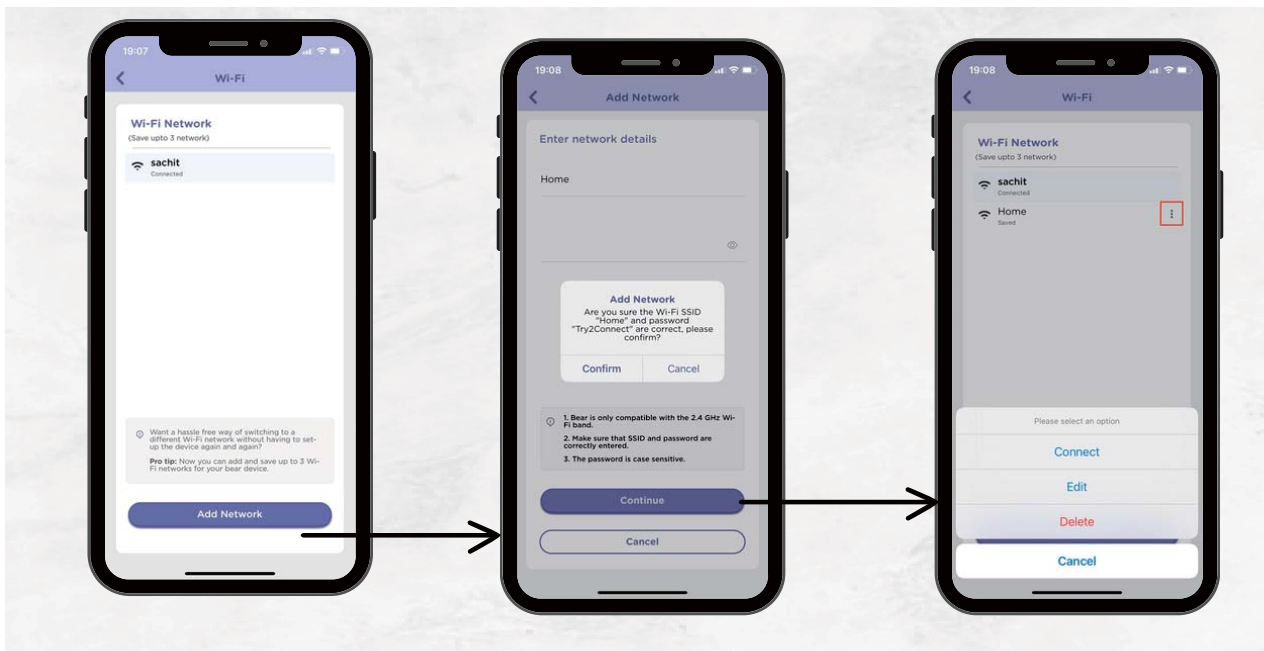 19:07
Wi-Fi
Wi-Fi Network
(Save upto 3 network)
sachit
Connected
Want a hassle free way of switching to a
different Wi-Fi network without having to set-
up the device again and again?
Pro tip: Now you can add and save up to 3 Wi-
Fi networks for your bear device.
Add Network
19:08
Add Network
Enter network details
Home
Add Network
Are you sure the Wi-Fi SSID
"Home" and password
"Try2Connect" are correct, please
confirm?
Confirm
Cancel
1. Bear is only compatible with the 2.4 GHz Wi-
Fi band.
2. Make sure that SSID and password are
correctly entered.
3. The password is case sensitive.
Continue
Cancel
19:08
Wi-Fi
Wi-Fi Network
(Save upto 3 network)
sachit
Connected
Home
Saved
Please select an option
Connect
Edit
Delete
Cancel